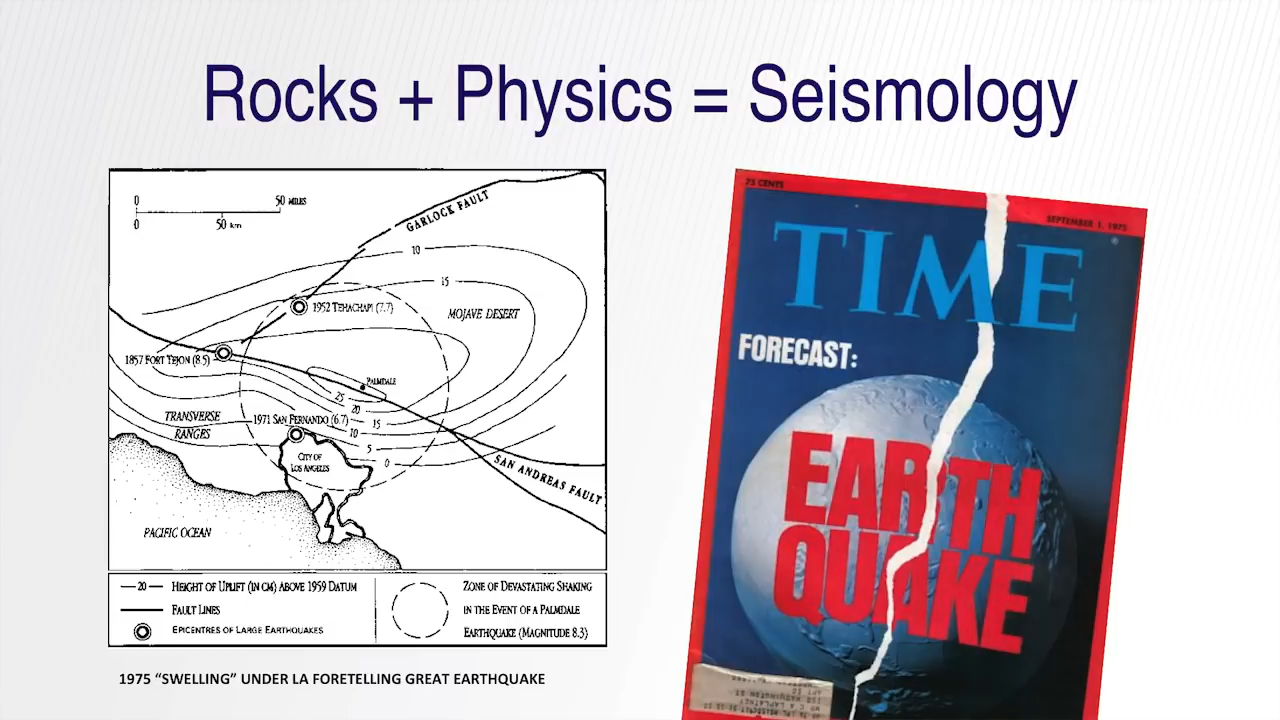 Rocks + Physics = Seismology
0 50 MILES
0 50 km
GARLOCK FAULT
10
15
1952 TEHACHAPI (7.7)
MOJAVE DESERT
1857 FORT TEJON (8.5)
PALMDALE
25
20
15
10
5
0
TRANSVERSE
RANGES
1971 SAN FERNANDO (6.7)
CITY OF
LOS ANGELES
SAN ANDREAS FAULT
PACIFIC OCEAN
20 HEIGHT OF UPLIFT (IN CM) ABOVE 1959 DATUM
FAULT LINES
EPICENTRES OF LARGE EARTHQUAKES
ZONE OF DEVASTATING SHAKING
IN THE EVENT OF A PALMDALE
EARTHQUAKE (MAGNITUDE 8.3)
1975 “SWELLING” UNDER LA FORETELLING GREAT EARTHQUAKE
75 CENTS
SEPTEMBER 1, 1975
TIME
®
FORECAST:
EARTH
QUAKE